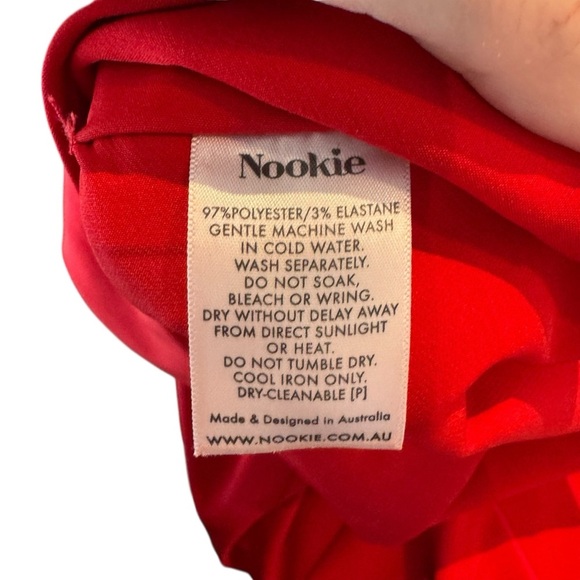 Nookie
97%POLYESTER/3% ELASTANE
GENTLE MACHINE WASH
IN COLD WATER.
WASH SEPARATELY.
DO NOT SOAK,
BLEACH OR WRING.
DRY WITHOUT DELAY AWAY
FROM DIRECT SUNLIGHT
OR HEAT.
DO NOT TUMBLE DRY.
COOL IRON ONLY.
DRY-CLEANABLE [P]
Made & Designed in Australia
WWW.NOOKIE.COM.AU